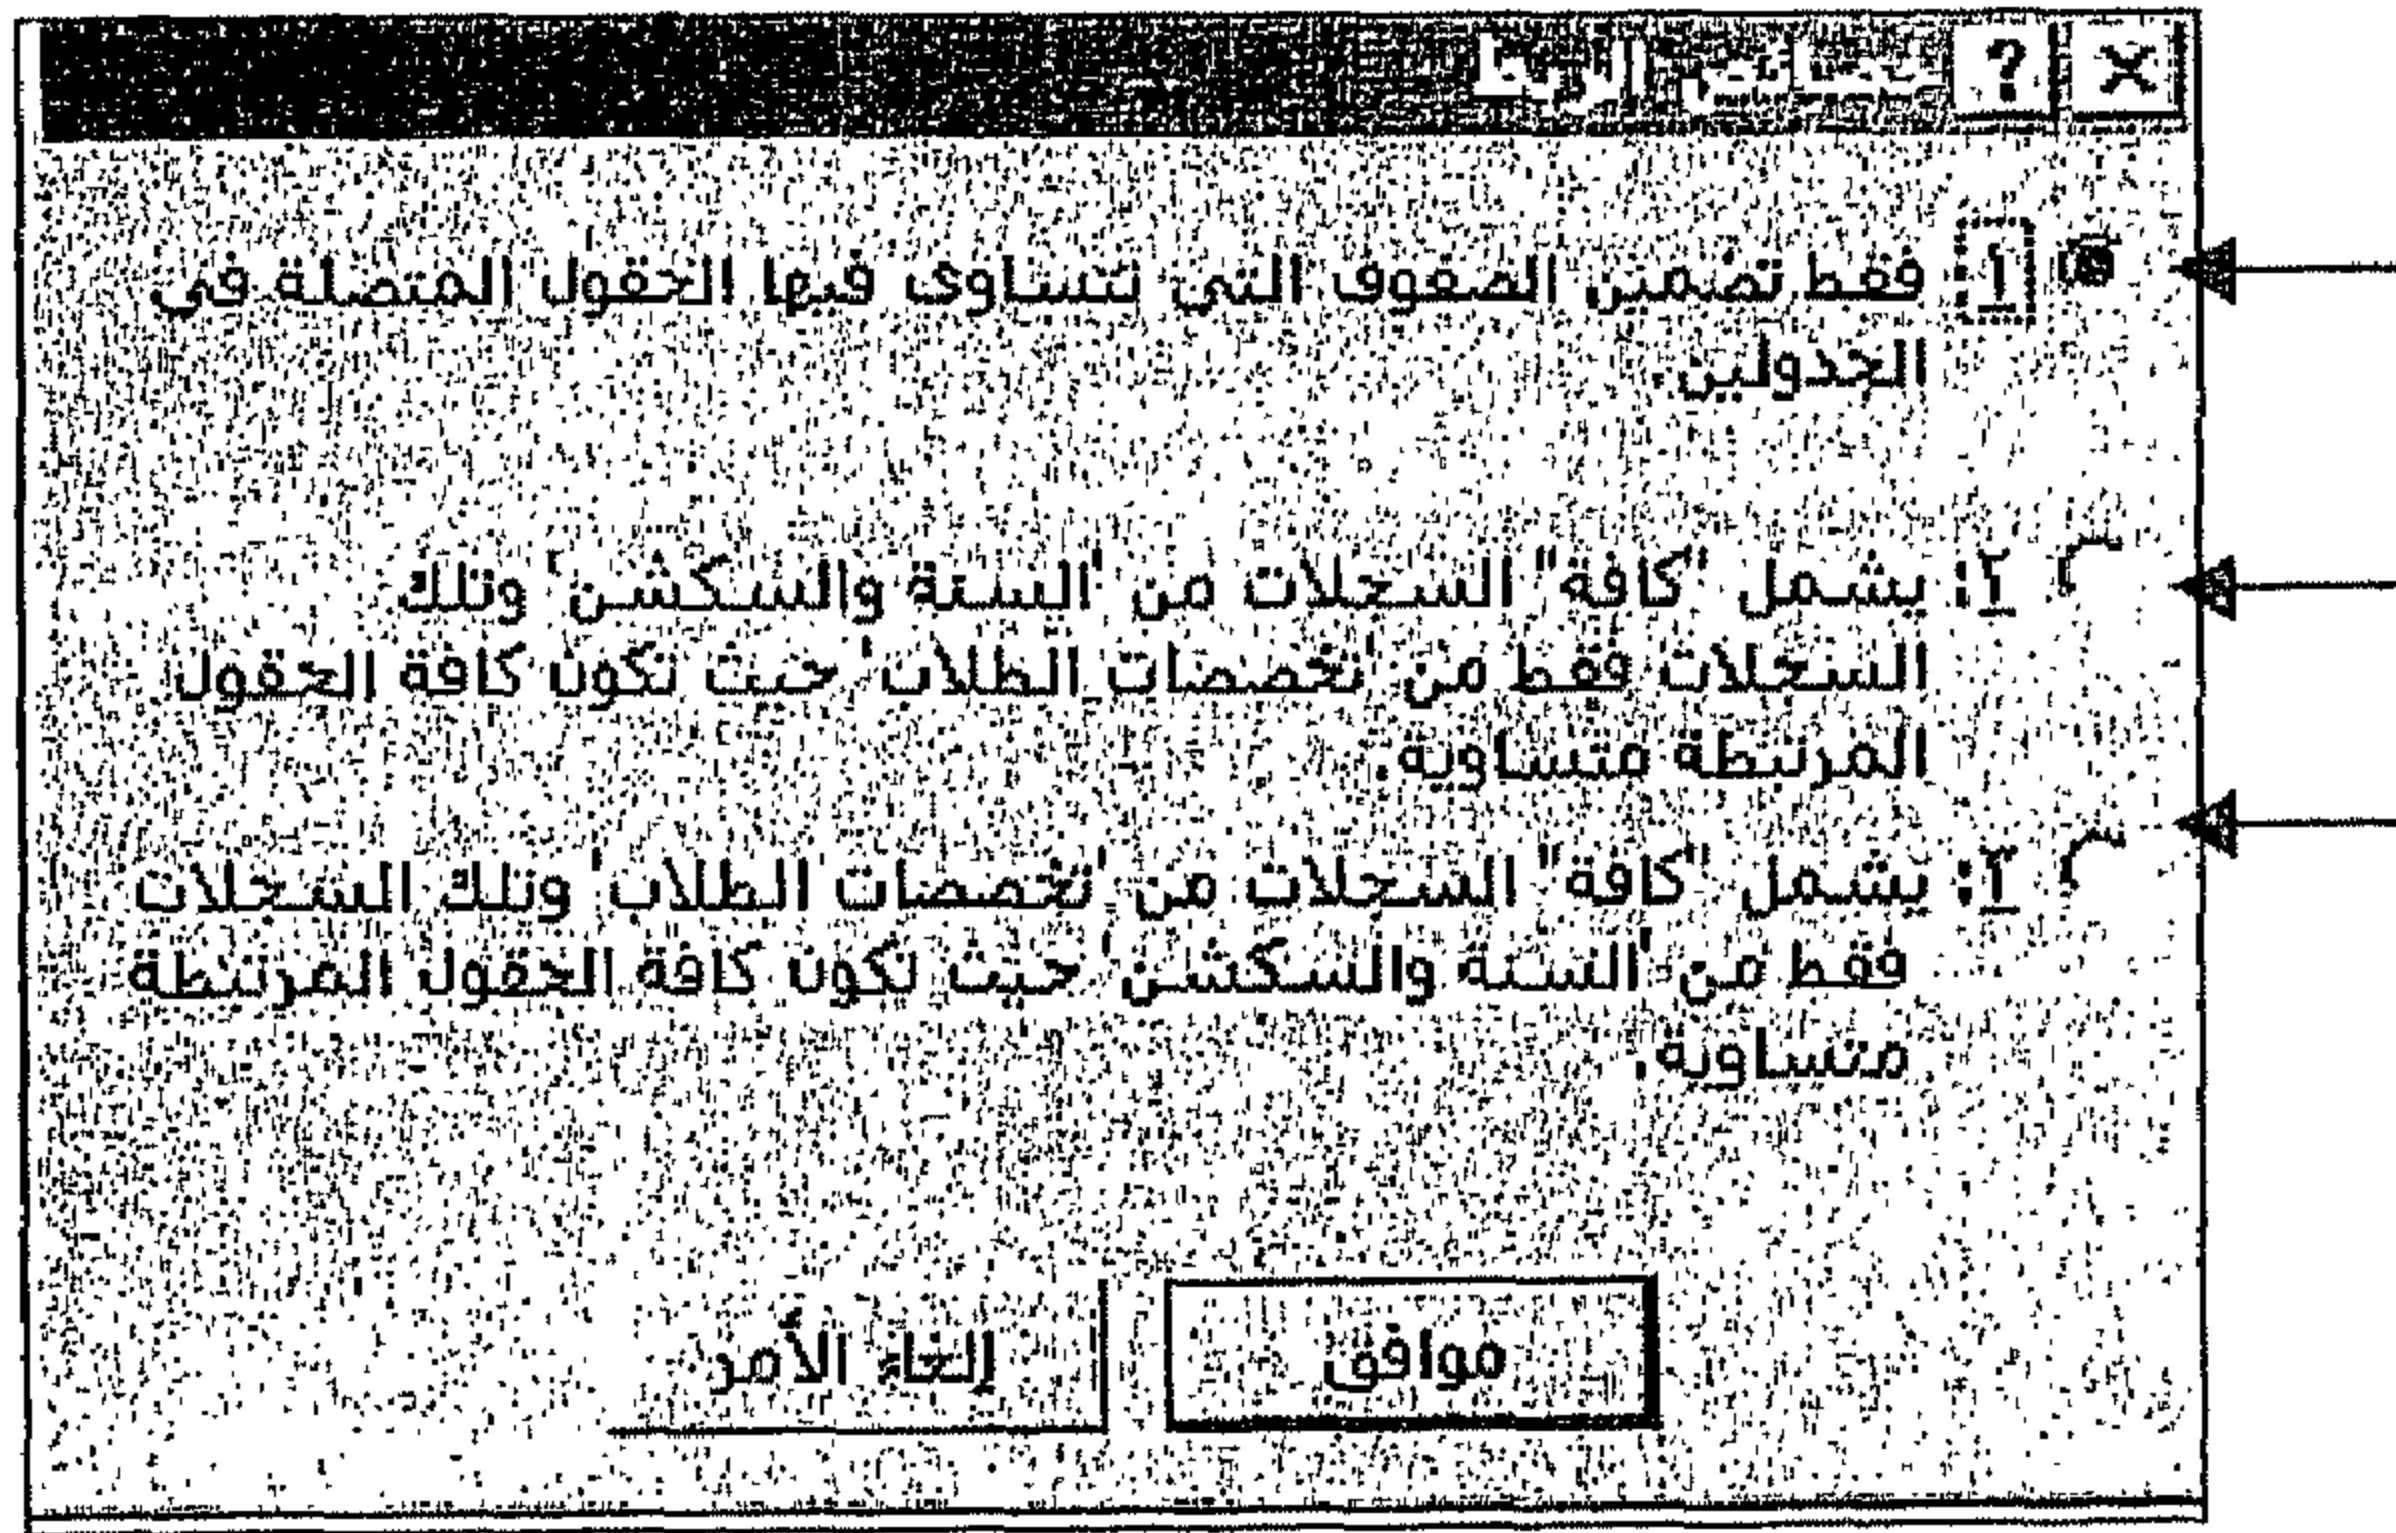 خصائص الربط ? ×
١: فقط تضمين الصفوف التي تتساوى فيها الحقول المتصلة في
الجدولين.
٢: يشمل "كافة" السجلات من 'السنة والسكشن' وتلك
السجلات فقط من 'تخصصات الطلاب' حيث تكون كافة الحقول
المرتبطة متساوية.
٣: يشمل "كافة" السجلات من 'تخصصات الطلاب' وتلك السجلات
فقط من 'السنة والسكشن' حيث تكون كافة الحقول المرتبطة
متساوية.
موافق إلغاء الأمر